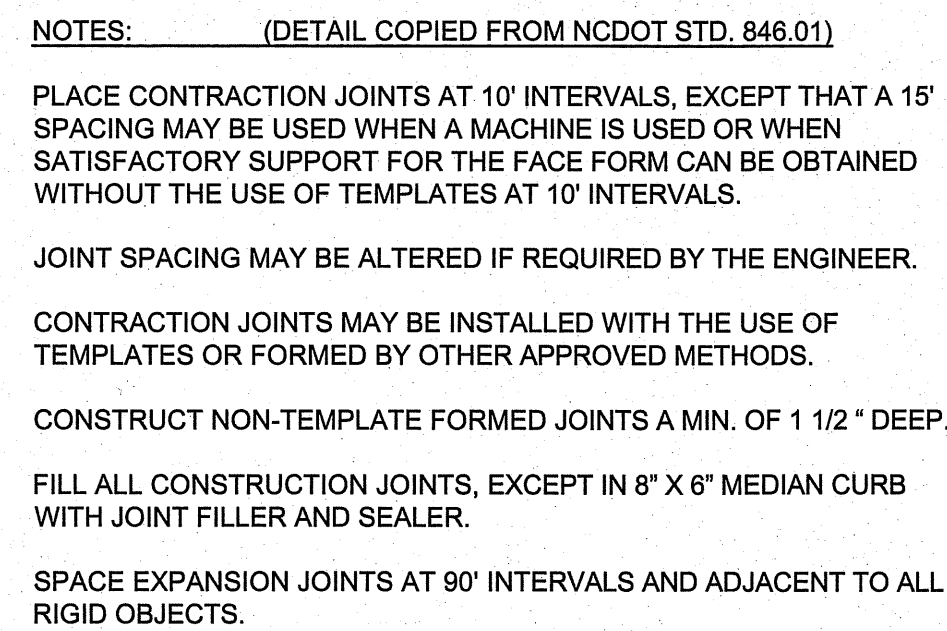 NOTES: (DETAIL COPIED FROM NCDOT STD. 846.01)
PLACE CONTRACTION JOINTS AT 10' INTERVALS, EXCEPT THAT A 15'
SPACING MAY BE USED WHEN A MACHINE IS USED OR WHEN
SATISFACTORY SUPPORT FOR THE FACE FORM CAN BE OBTAINED
WITHOUT THE USE OF TEMPLATES AT 10' INTERVALS.
JOINT SPACING MAY BE ALTERED IF REQUIRED BY THE ENGINEER.
CONTRACTION JOINTS MAY BE INSTALLED WITH THE USE OF
TEMPLATES OR FORMED BY OTHER APPROVED METHODS.
CONSTRUCT NON-TEMPLATE FORMED JOINTS A MIN. OF 1 1/2 “ DEEP.
FILL ALL CONSTRUCTION JOINTS, EXCEPT IN 8” X 6” MEDIAN CURB
WITH JOINT FILLER AND SEALER.
SPACE EXPANSION JOINTS AT 90' INTERVALS AND ADJACENT TO ALL
RIGID OBJECTS.